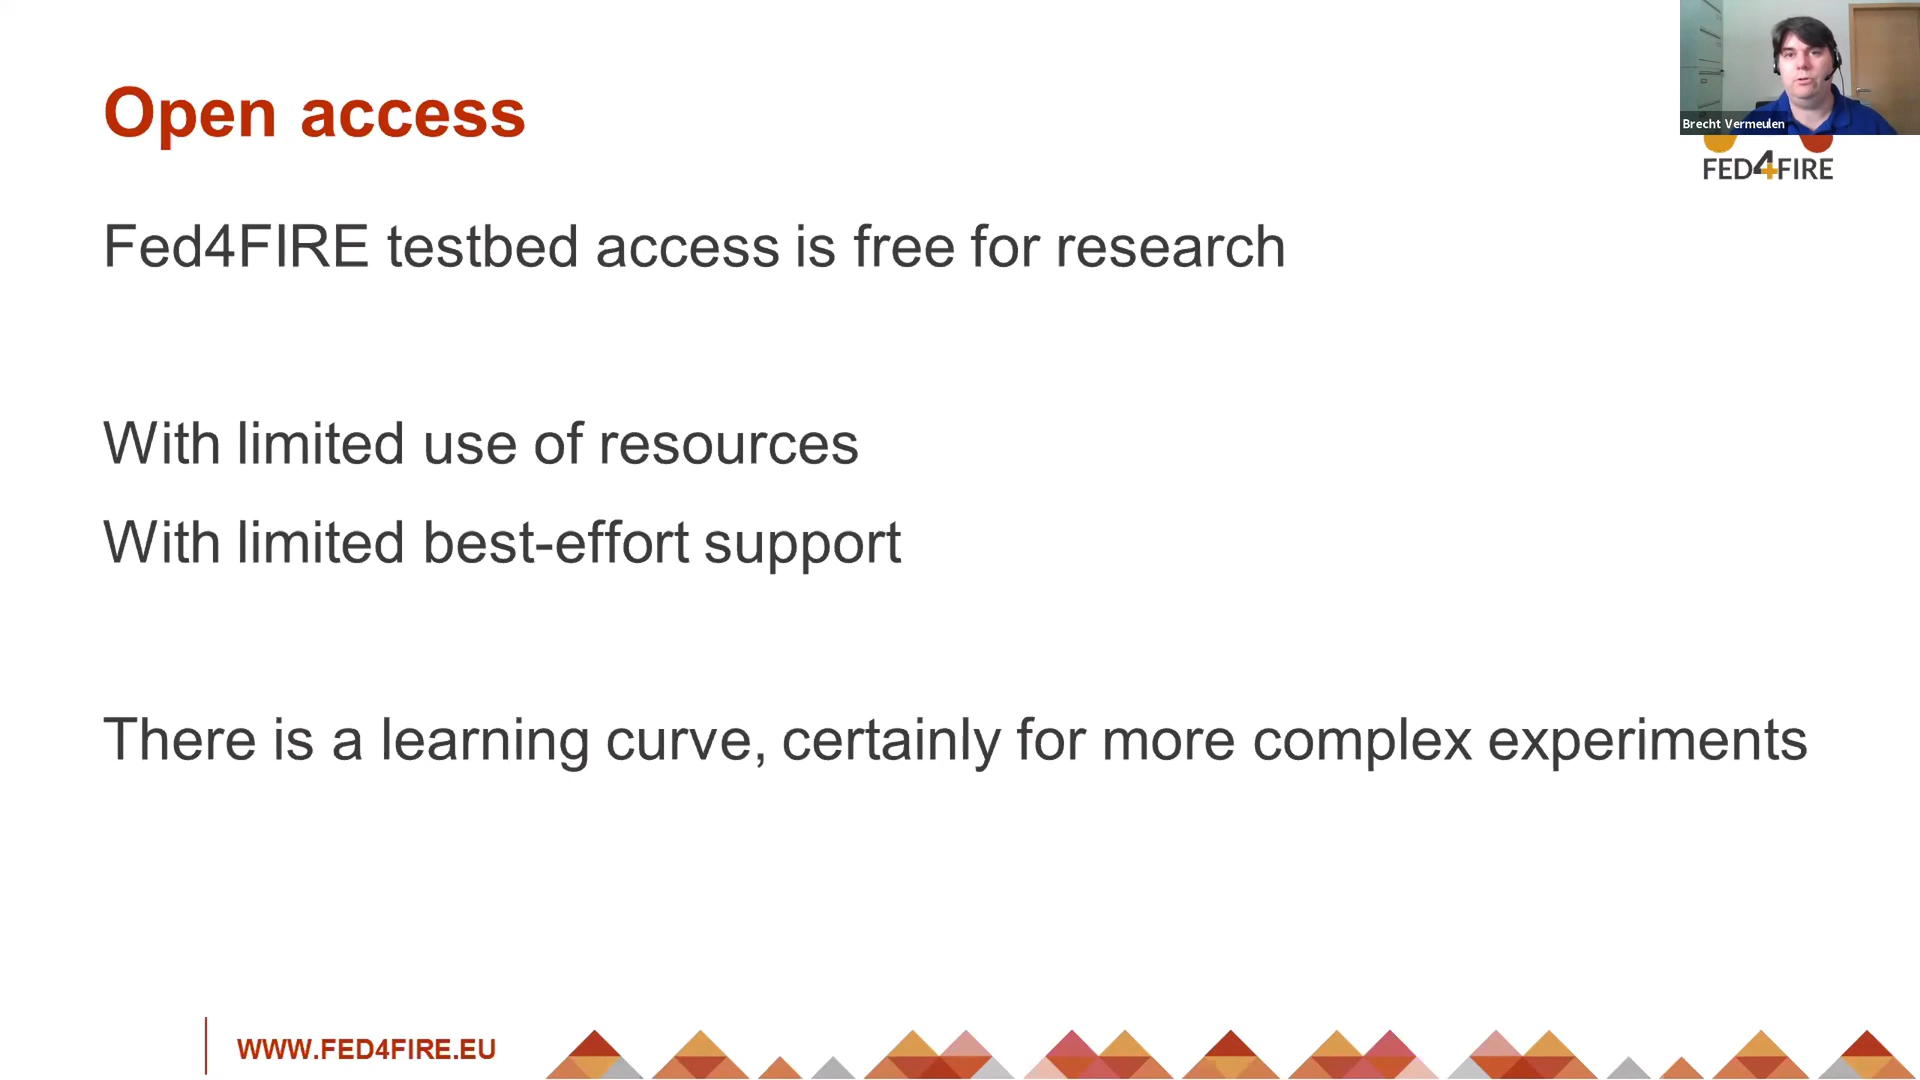 Open access
Brecht Vermeulen
FED4FIRE
Fed4FIRE testbed access is free for research
With limited use of resources
With limited best-effort support
There is a learning curve, certainly for more complex experiments
WWW.FED4FIRE.EU